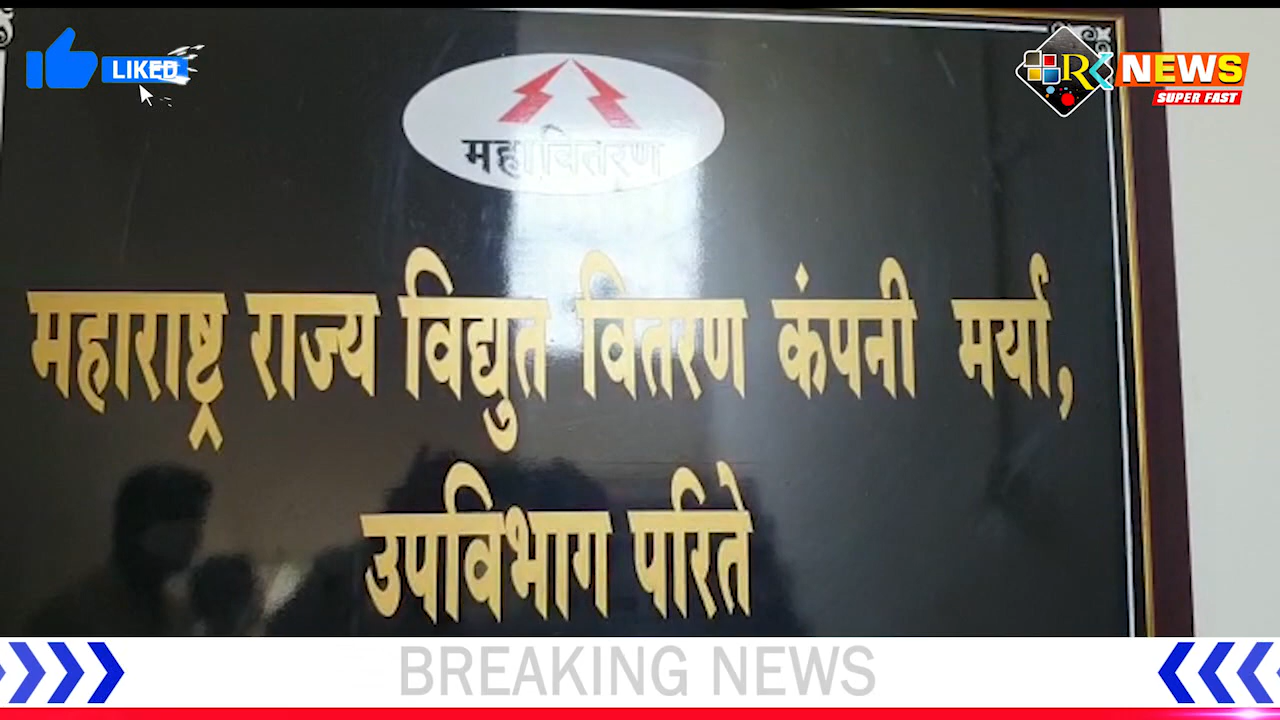 LIKED
RK NEWS
SUPER FAST
महावितरण
महाराष्ट्र राज्य विद्युत वितरण कंपनी मर्या,
उपविभाग परिते
BREAKING NEWS